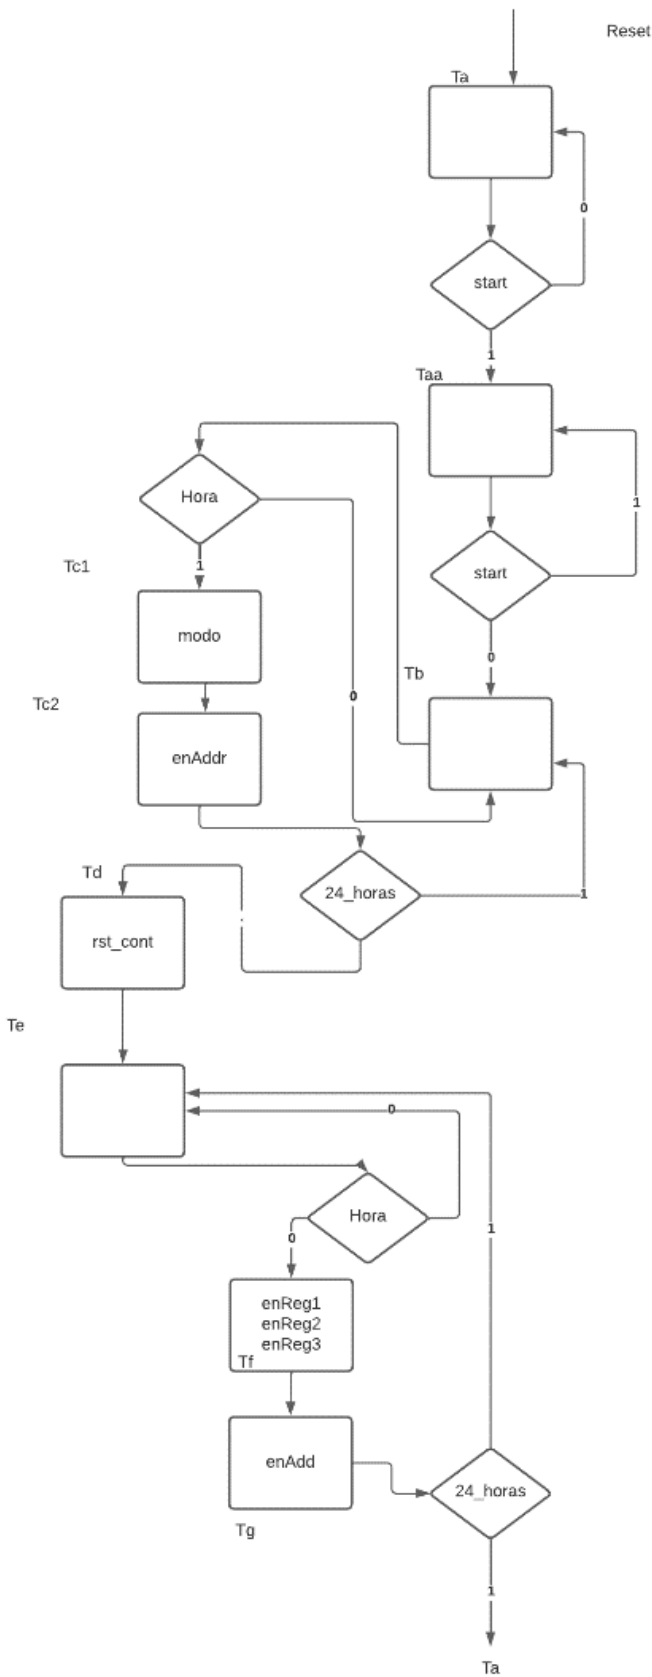 Reset
Ta
0
start
1
Taa
1
Hora
start
1
Tc1
0
modo
Tb
0
Tc2
enAddr
24_horas
1
Td
rst_cont
Te
0
Hora
1
0
enReg1
enReg2
enReg3
Tf
enAdd
24_horas
Tg
1
Ta